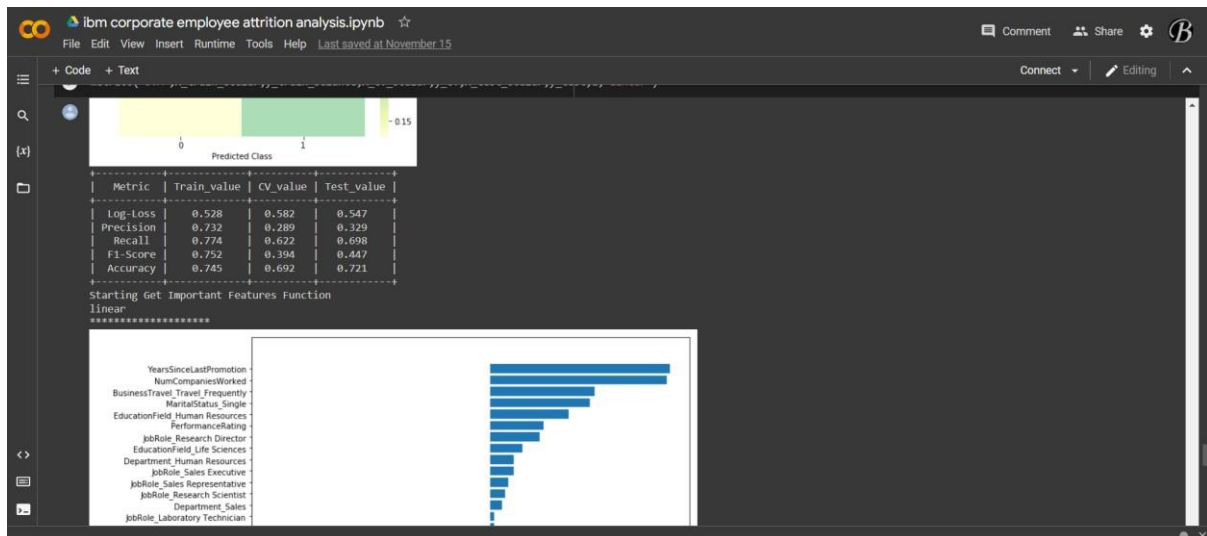 CO ibm corporate employee attrition analysis.ipynb
File Edit View Insert Runtime Tools Help Last saved at November 15
Comment Share B
+ Code + Text
Connect Editing
0.15
0 1
Predicted Class
| Metric | Train_value | CV_value | Test_value |
| Log-Loss | 0.528 | 0.582 | 0.547 |
| Precision | 0.732 | 0.289 | 0.329 |
| Recall | 0.774 | 0.622 | 0.698 |
| F1-Score | 0.752 | 0.394 | 0.447 |
| Accuracy | 0.745 | 0.692 | 0.721 |
Starting Get Important Features Function
linear
********************
YearsSinceLastPromotion
NumCompaniesWorked
BusinessTravel_Travel_Frequently
MaritalStatus_Single
EducationField_Human Resources
PerformanceRating
JobRole_Research Director
EducationField_Life Sciences
Department_Human Resources
JobRole_Sales Executive
JobRole_Sales Representative
JobRole_Research Scientist
Department_Sales
JobRole_Laboratory Technician